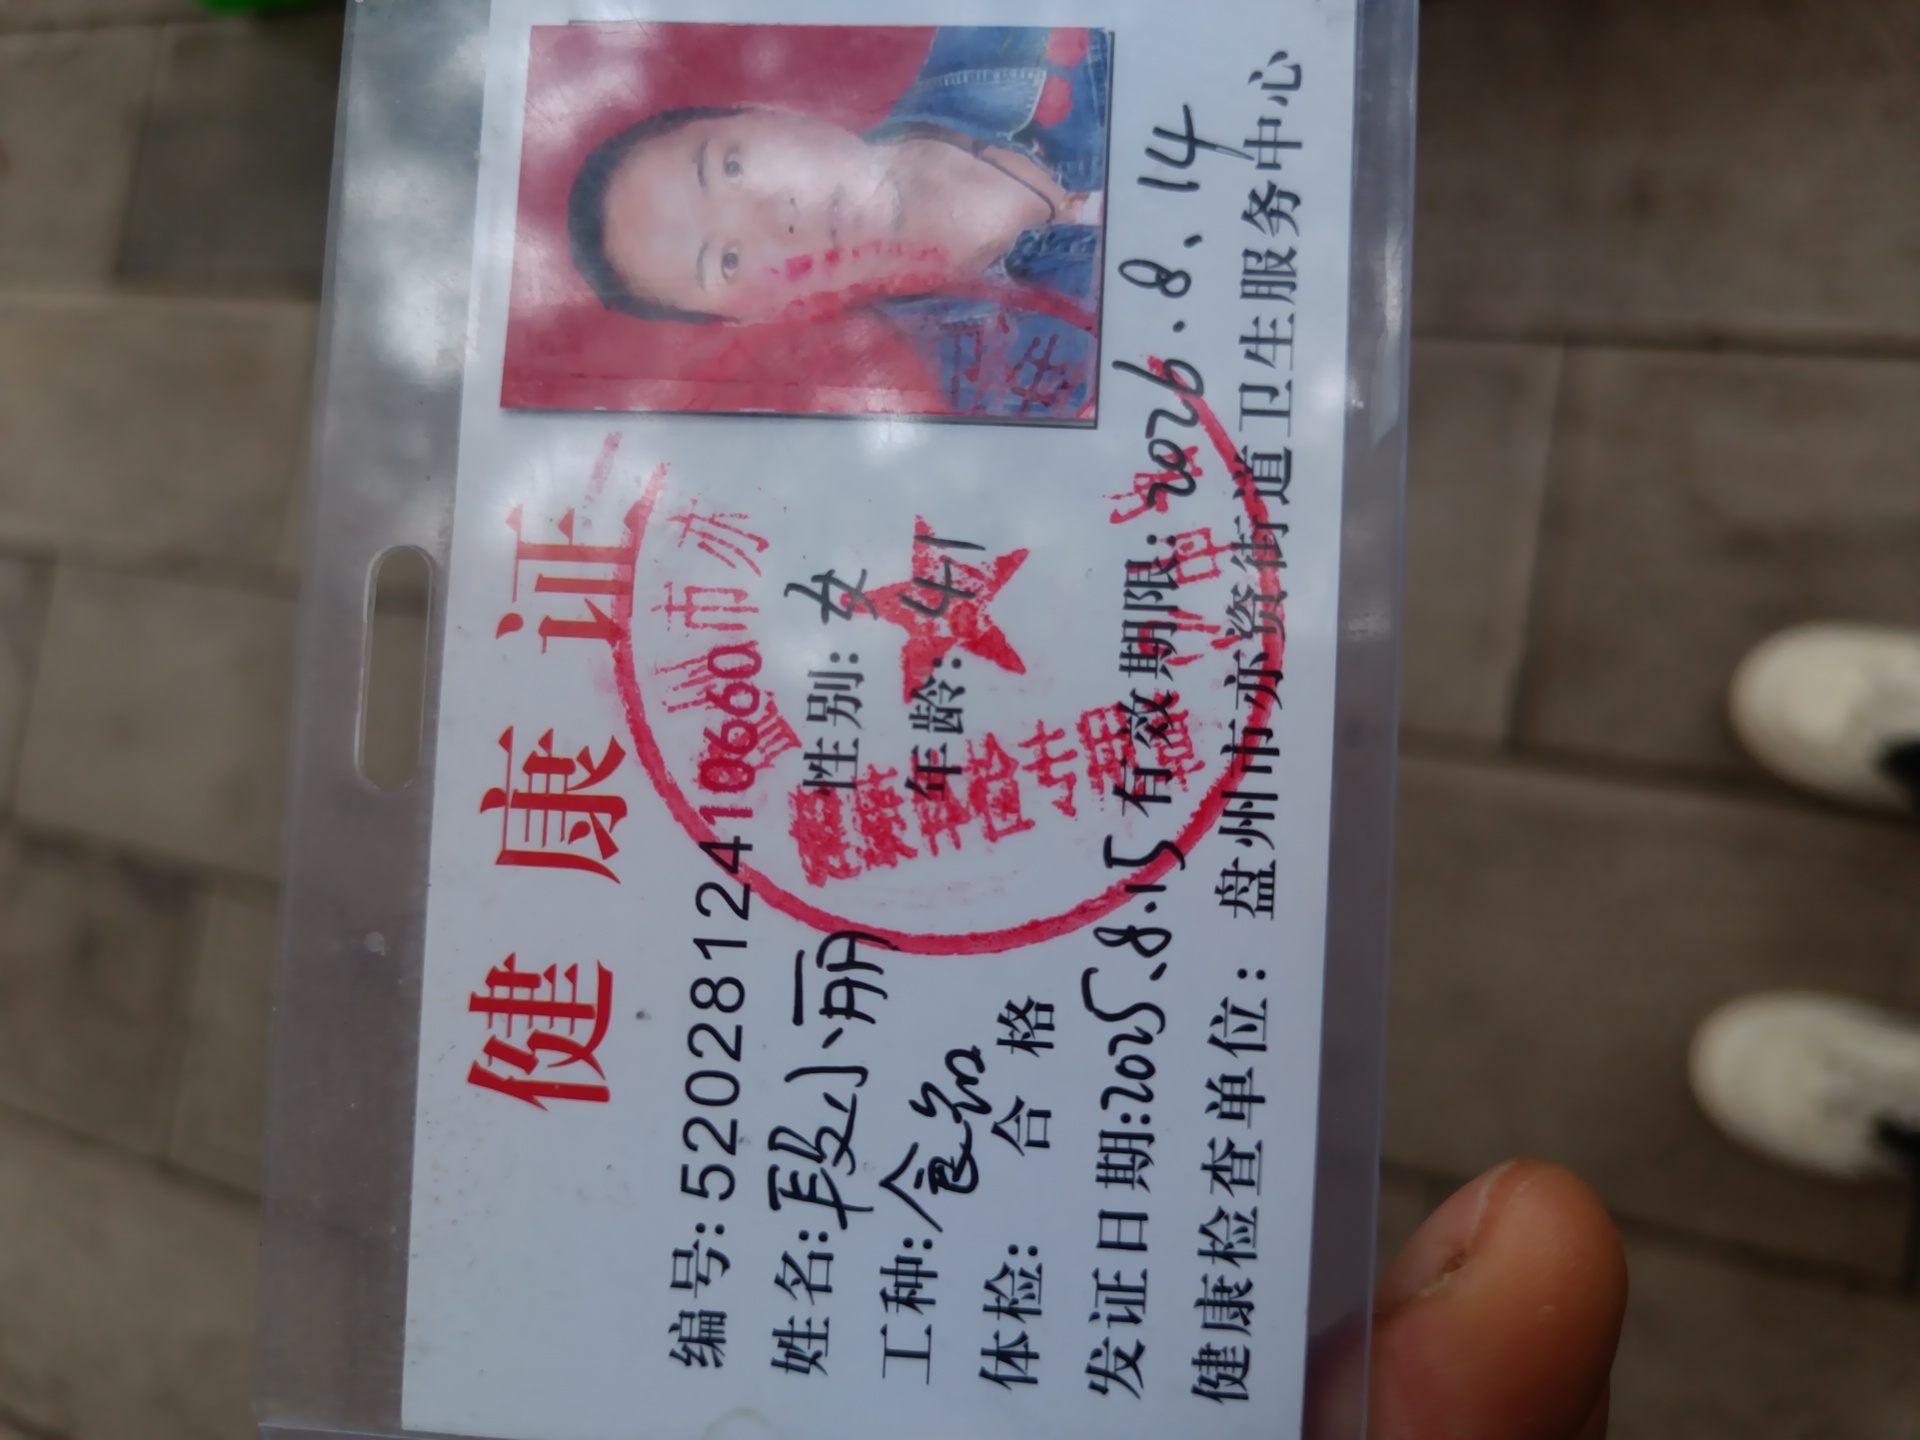 健康证
编号:52028124110660
姓名:段小丽 性别:女
工种:食 年龄:41
体检: 合格
发证日期:2025.8.15 有效期限:2026.8.14
健康检查单位: 盘州市亦资街道卫生服务中心